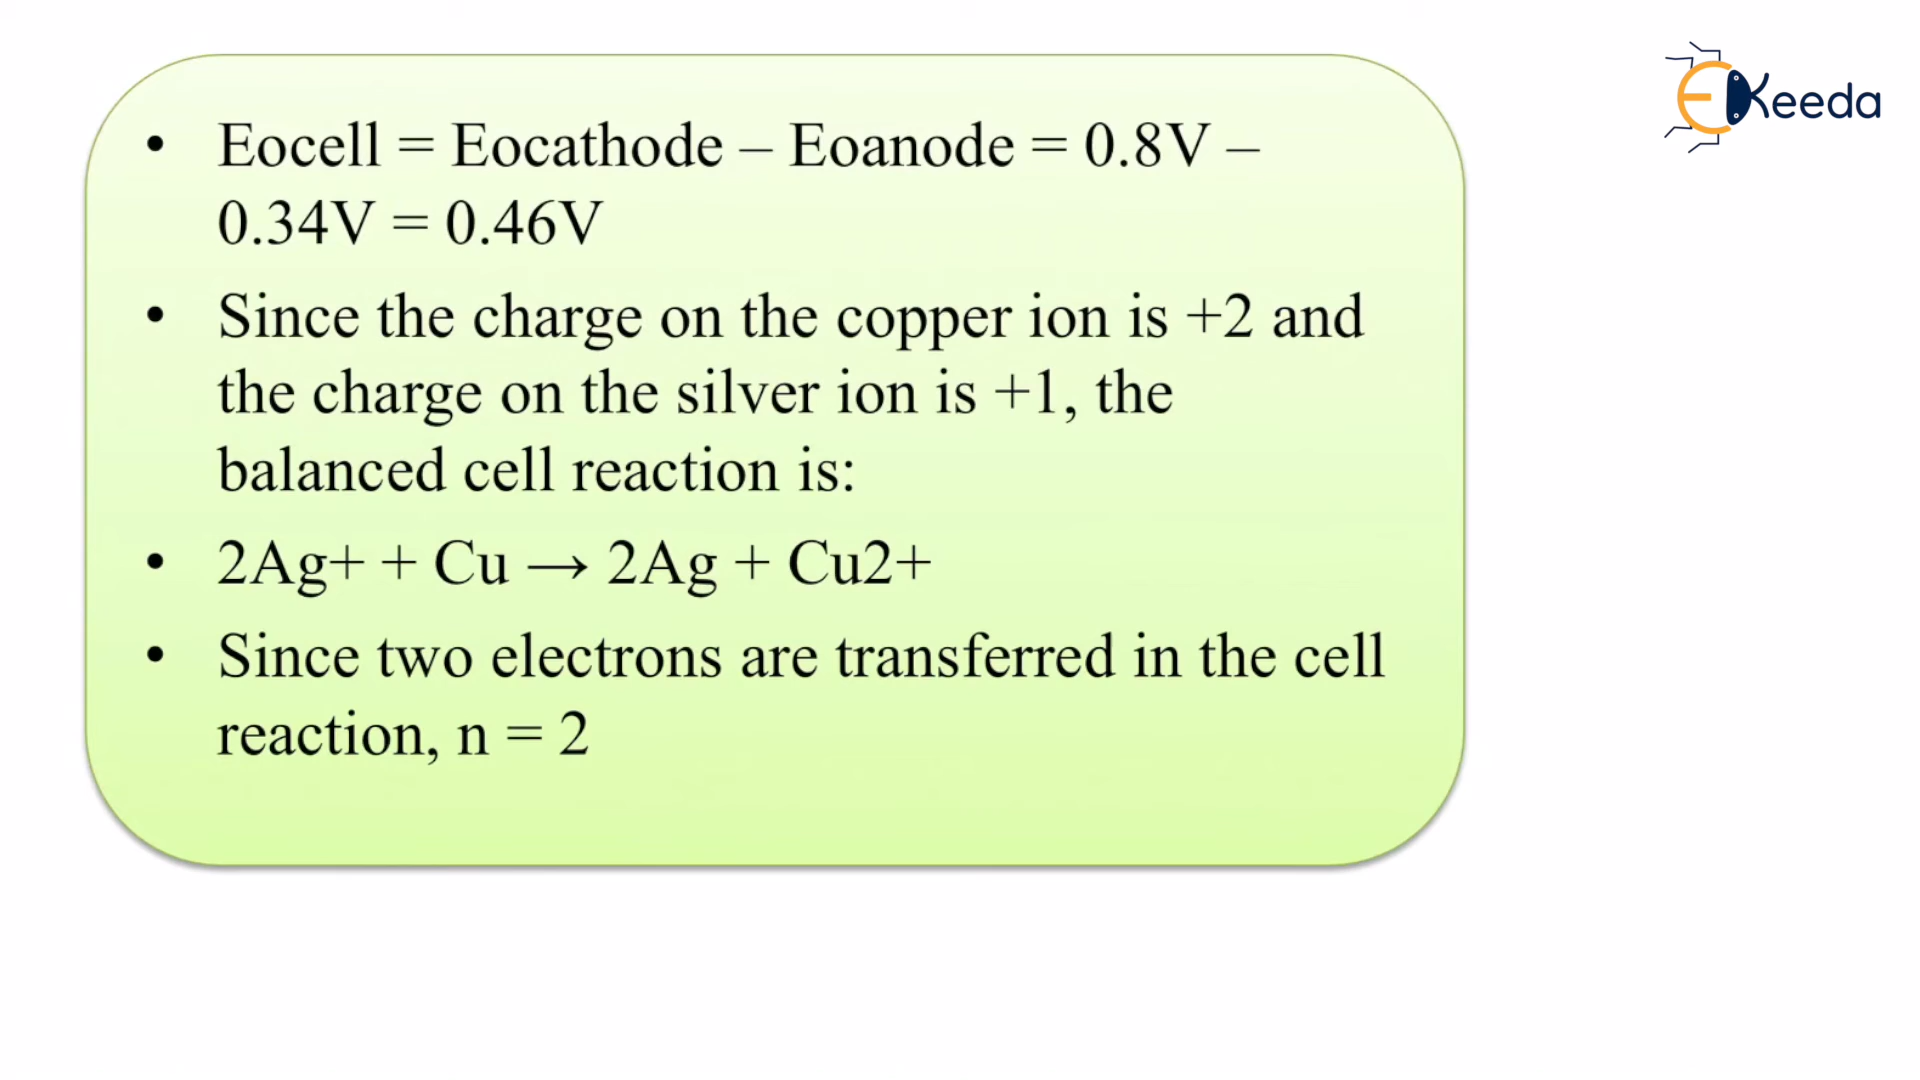 EKeeda
• Eocell = Eocathode – Eoanode = 0.8V –
0.34V = 0.46V
• Since the charge on the copper ion is +2 and
the charge on the silver ion is +1, the
balanced cell reaction is:
• 2Ag+ + Cu → 2Ag + Cu2+
• Since two electrons are transferred in the cell
reaction, n = 2